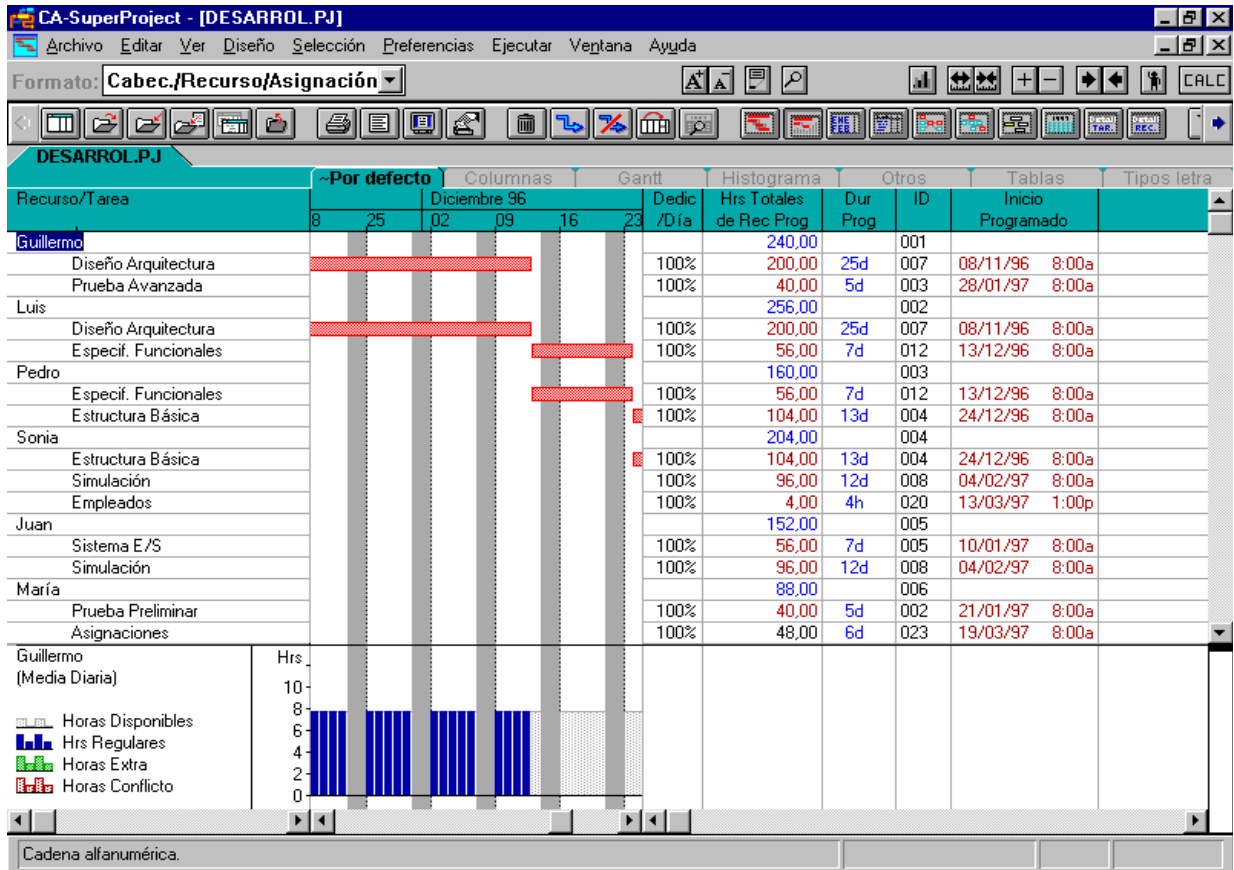 CA-SuperProject - [DESARROL.PJ]
Archivo Editar Ver Diseño Selección Preferencias Ejecutar Ventana Ayuda
Formato: Cabec./Recurso/Asignación A A CALC
ENE FEB Detail TAR. Detail REC.
DESARROL.PJ
~Por defecto Columnas Gantt Histograma Otros Tablas Tipos letra
Recurso/Tarea Diciembre 96 Dedic Hrs Totales Dur ID Inicio
8 25 02 09 16 23 /Día de Rec Prog Prog Programado
Guillermo 240,00 001
Diseño Arquitectura 100% 200,00 25d 007 08/11/96 8:00a
Prueba Avanzada 100% 40,00 5d 003 28/01/97 8:00a
Luis 256,00 002
Diseño Arquitectura 100% 200,00 25d 007 08/11/96 8:00a
Especif. Funcionales 100% 56,00 7d 012 13/12/96 8:00a
Pedro 160,00 003
Especif. Funcionales 100% 56,00 7d 012 13/12/96 8:00a
Estructura Básica 100% 104,00 13d 004 24/12/96 8:00a
Sonia 204,00 004
Estructura Básica 100% 104,00 13d 004 24/12/96 8:00a
Simulación 100% 96,00 12d 008 04/02/97 8:00a
Empleados 100% 4,00 4h 020 13/03/97 1:00p
Juan 152,00 005
Sistema E/S 100% 56,00 7d 005 10/01/97 8:00a
Simulación 100% 96,00 12d 008 04/02/97 8:00a
María 88,00 006
Prueba Preliminar 100% 40,00 5d 002 21/01/97 8:00a
Asignaciones 100% 48,00 6d 023 19/03/97 8:00a
Guillermo Hrs
(Media Diaria)
10
8
Horas Disponibles
6
Hrs Regulares
4
Horas Extra
2
Horas Conflicto
0
Cadena alfanumérica.